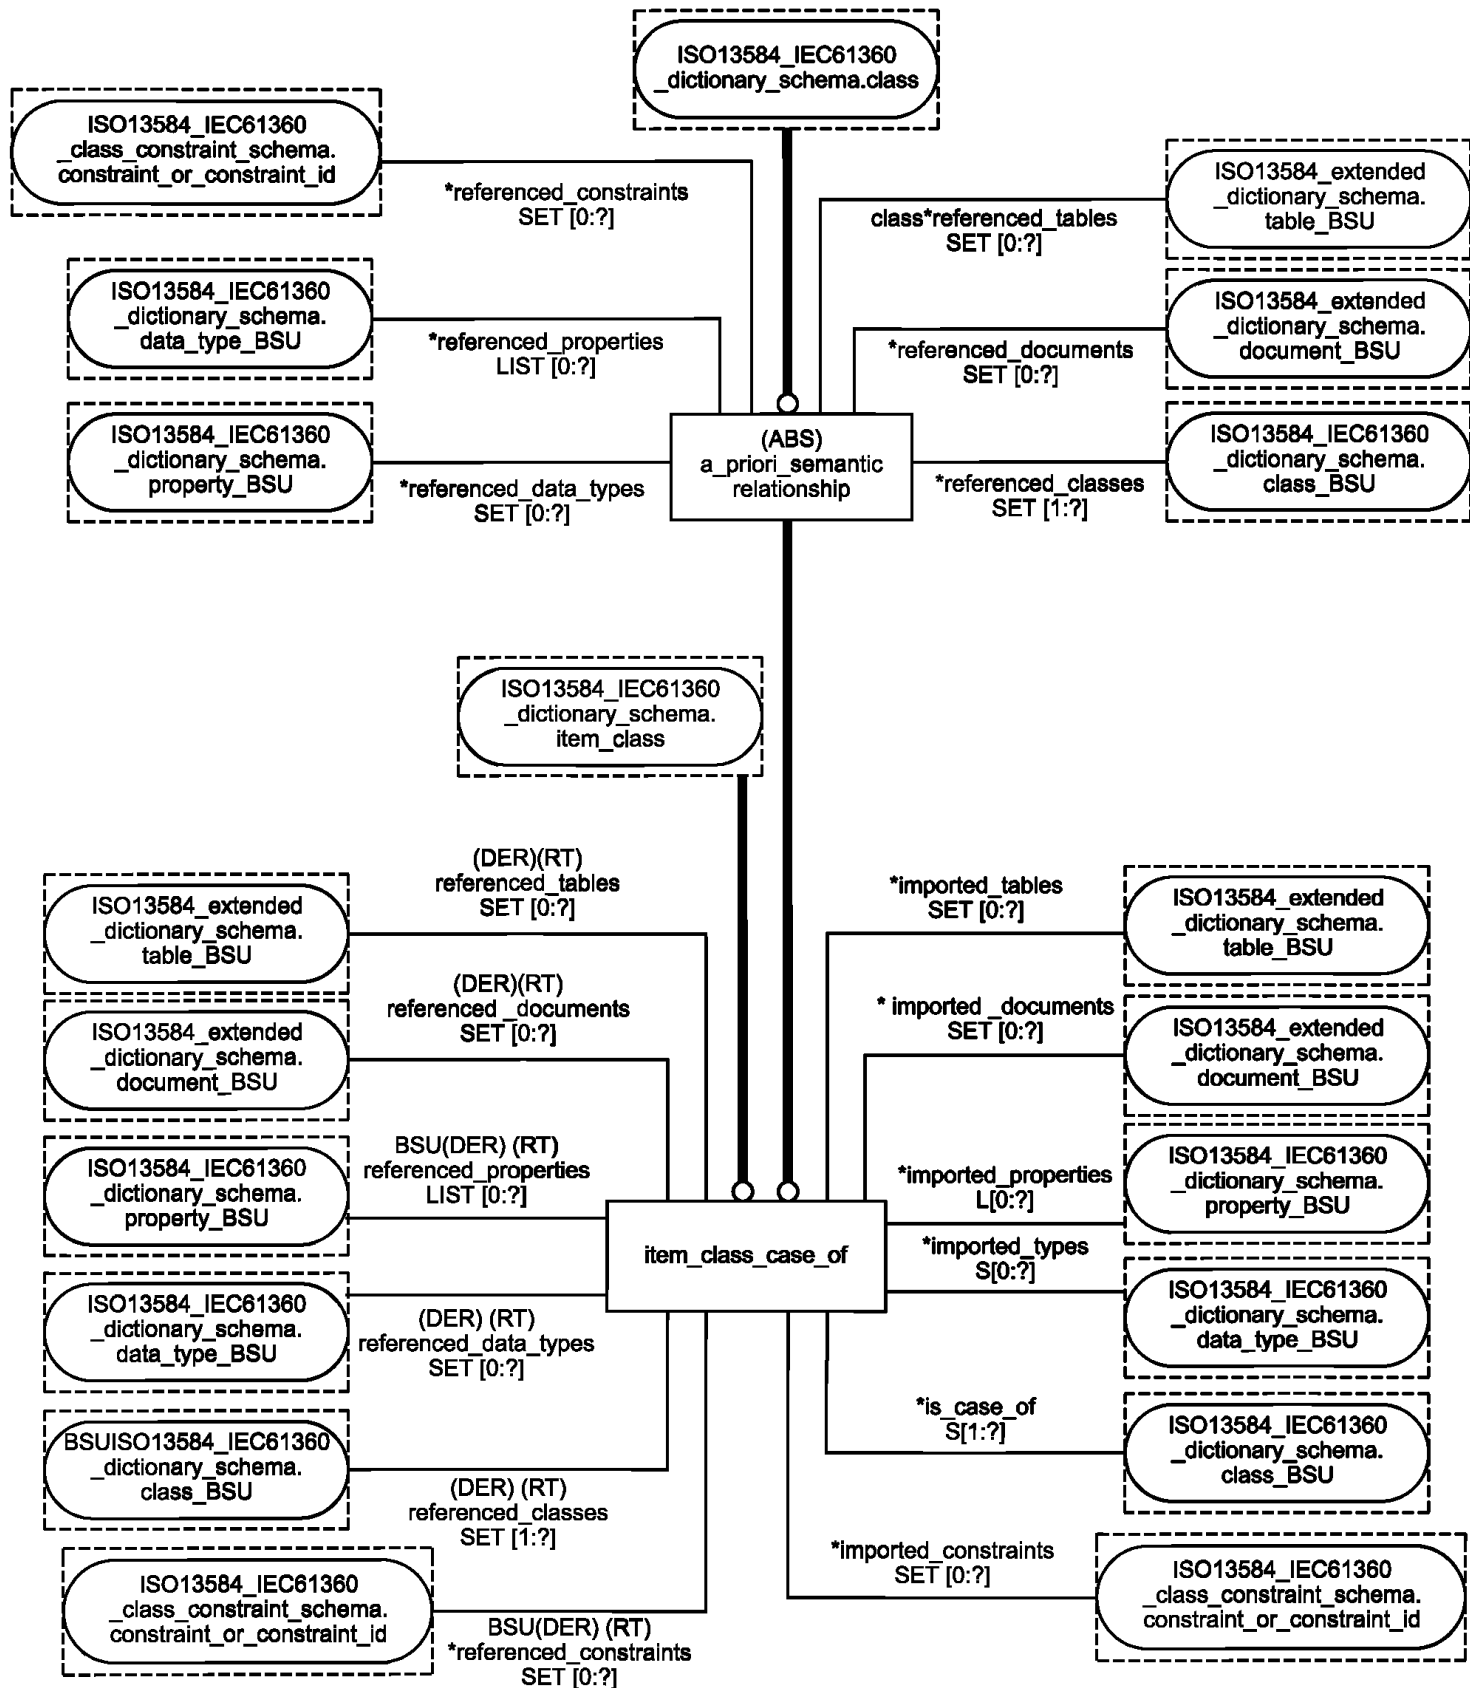 ISO13584_IEC61360
_dictionary_schema.class
ISO13584_IEC61360
_class_constraint_schema.
constraint_or_constraint_id
*referenced_constraints
SET [0:?]
class*referenced_tables
SET [0:?]
ISO13584_extended
_dictionary_schema.
table_BSU
ISO13584_IEC61360
_dictionary_schema.
data_type_BSU
*referenced_properties
LIST [0:?]
*referenced_documents
SET [0:?]
ISO13584_extended
_dictionary_schema.
document_BSU
ISO13584_IEC61360
_dictionary_schema.
property_BSU
*referenced_data_types
SET [0:?]
(ABS)
a_priori_semantic
relationship
*referenced_classes
SET [1:?]
ISO13584_IEC61360
_dictionary_schema.
class_BSU
ISO13584_IEC61360
_dictionary_schema.
item_class
(DER)(RT)
referenced_tables
SET [0:?]
ISO13584_extended
_dictionary_schema.
table_BSU
*imported_tables
SET [0:?]
ISO13584_extended
_dictionary_schema.
table_BSU
(DER)(RT)
referenced _documents
SET [0:?]
ISO13584_extended
_dictionary_schema.
document_BSU
* imported _documents
SET [0:?]
ISO13584_extended
_dictionary_schema.
document_BSU
BSU(DER) (RT)
referenced_properties
LIST [0:?]
ISO13584_IEC61360
_dictionary_schema.
property_BSU
*imported_properties
L[0:?]
ISO13584_IEC61360
_dictionary_schema.
property_BSU
item_class_case_of
*imported_types
S[0:?]
ISO13584_IEC61360
_dictionary_schema.
data_type_BSU
ISO13584_IEC61360
_dictionary_schema.
data_type_BSU
(DER) (RT)
referenced_data_types
SET [0:?]
*is_case_of
S[1:?]
ISO13584_IEC61360
_dictionary_schema.
class_BSU
BSUISO13584_IEC61360
_dictionary_schema.
class_BSU
(DER) (RT)
referenced_classes
SET [1:?]
*imported_constraints
SET [0:?]
ISO13584_IEC61360
_class_constraint_schema.
constraint_or_constraint_id
ISO13584_IEC61360
_class_constraint_schema.
constraint_or_constraint_id
BSU(DER) (RT)
*referenced_constraints
SET [0:?]